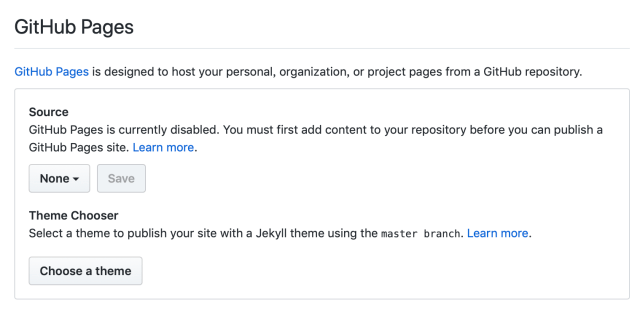 GitHub Pages
GitHub Pages is designed to host your personal, organization, or project pages from a GitHub repository.
Source
GitHub Pages is currently disabled. You must first add content to your repository before you can publish a
GitHub Pages site. Learn more.
None Save
Theme Chooser
Select a theme to publish your site with a Jekyll theme using the master branch. Learn more.
Choose a theme